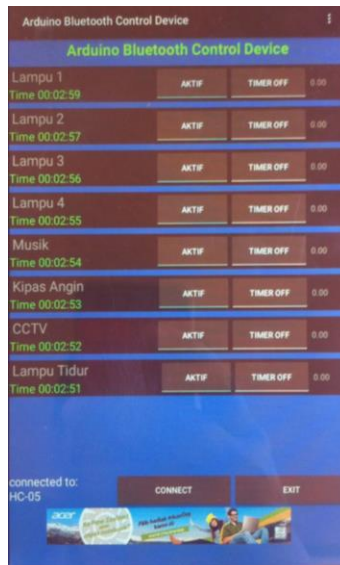 Arduino Bluetooth Control Device
Arduino Bluetooth Control Device
Lampu 1 AKTIF TIMER OFF 0.00
Time 00:02:59
Lampu 2 AKTIF TIMER OFF 0.00
Time 00:02:57
Lampu 3 AKTIF TIMER OFF 0.00
Time 00:02:56
Lampu 4 AKTIF TIMER OFF 0.00
Time 00:02:55
Musik AKTIF TIMER OFF 0.00
Time 00:02:54
Kipas Angin AKTIF TIMER OFF 0.00
Time 00:02:53
CCTV AKTIF TIMER OFF 0.00
Time 00:02:52
Lampu Tidur AKTIF TIMER OFF 0.00
Time 00:02:51
connected to:
HC-05 CONNECT EXIT
acer